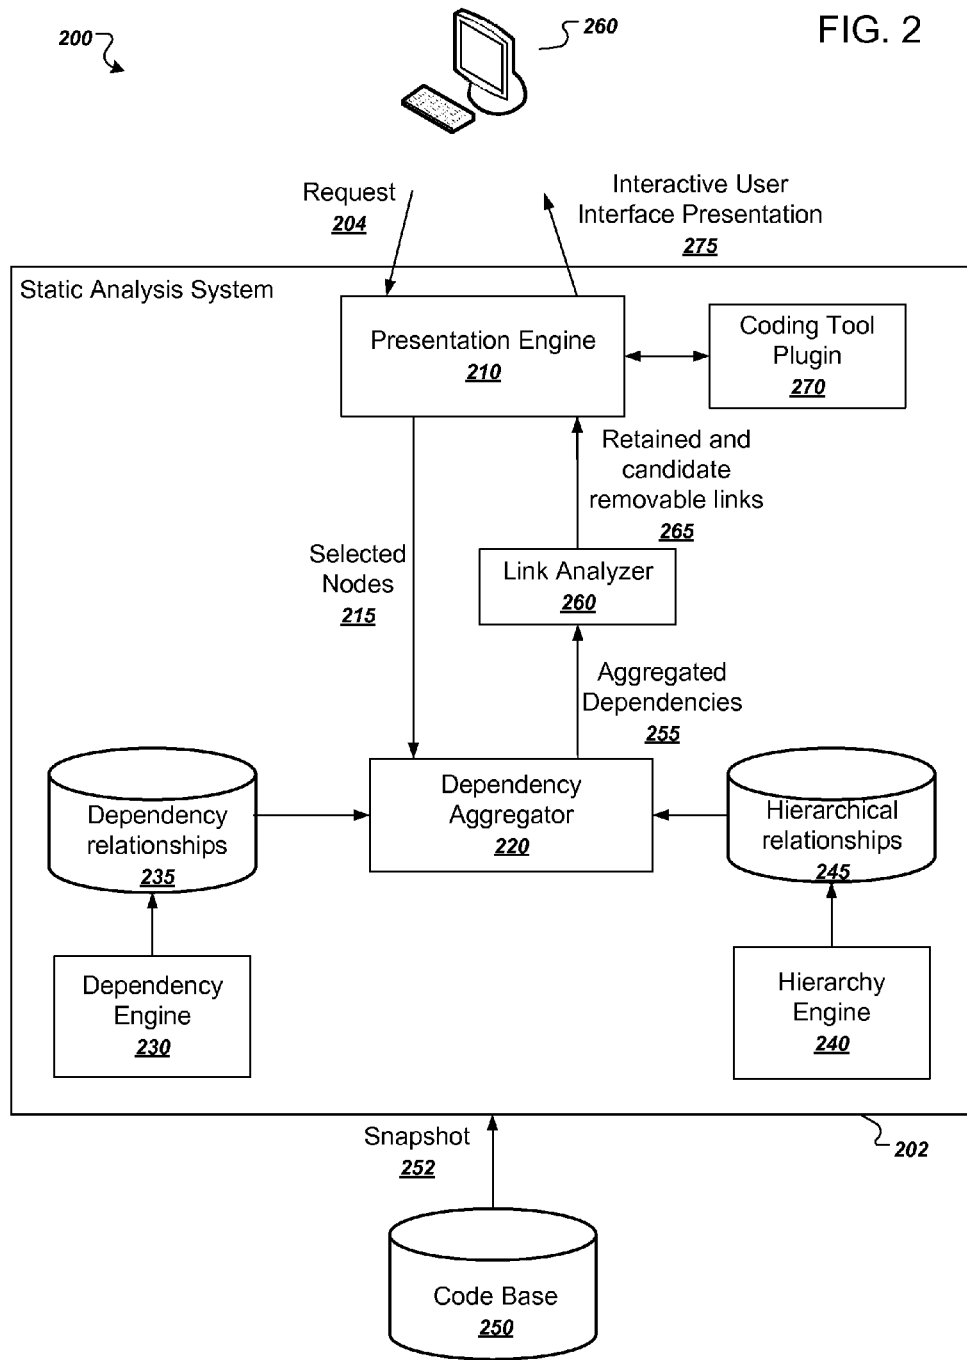 FIG. 2
200
260
Request
204
Interactive User
Interface Presentation
275
Static Analysis System
Presentation Engine
210
Coding Tool
Plugin
270
Retained and
candidate
removable links
265
Selected
Nodes
215
Link Analyzer
260
Aggregated
Dependencies
255
Dependency
relationships
235
Dependency
Aggregator
220
Hierarchical
relationships
245
Dependency
Engine
230
Hierarchy
Engine
240
Snapshot
252
202
Code Base
250